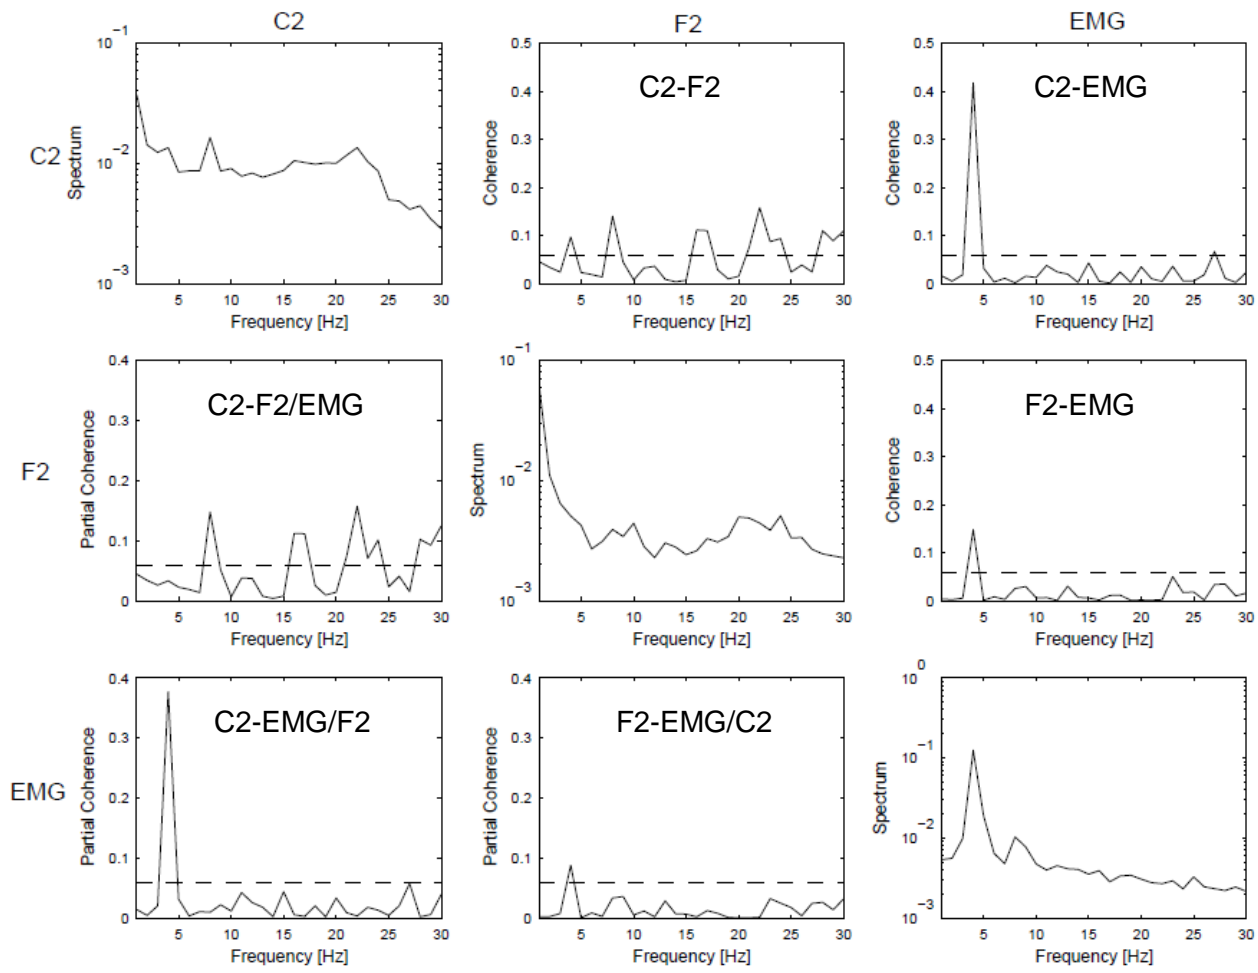 C2 F2 EMG
C2
Spectrum
10−1
10−2
10−3
5 10 15 20 25 30
Frequency [Hz]
C2-F2
Coherence
0.5
0.4
0.3
0.2
0.1
0
5 10 15 20 25 30
Frequency [Hz]
C2-EMG
Coherence
0.5
0.4
0.3
0.2
0.1
0
5 10 15 20 25 30
Frequency [Hz]
F2
C2-F2/EMG
Partial Coherence
0.4
0.3
0.2
0.1
0
5 10 15 20 25 30
Frequency [Hz]
Spectrum
10−1
10−2
10−3
5 10 15 20 25 30
Frequency [Hz]
F2-EMG
Coherence
0.5
0.4
0.3
0.2
0.1
0
5 10 15 20 25 30
Frequency [Hz]
EMG
C2-EMG/F2
Partial Coherence
0.4
0.3
0.2
0.1
0
5 10 15 20 25 30
Frequency [Hz]
F2-EMG/C2
Partial Coherence
0.4
0.3
0.2
0.1
0
5 10 15 20 25 30
Frequency [Hz]
Spectrum
10 0
10−1
10−2
10−3
5 10 15 20 25 30
Frequency [Hz]